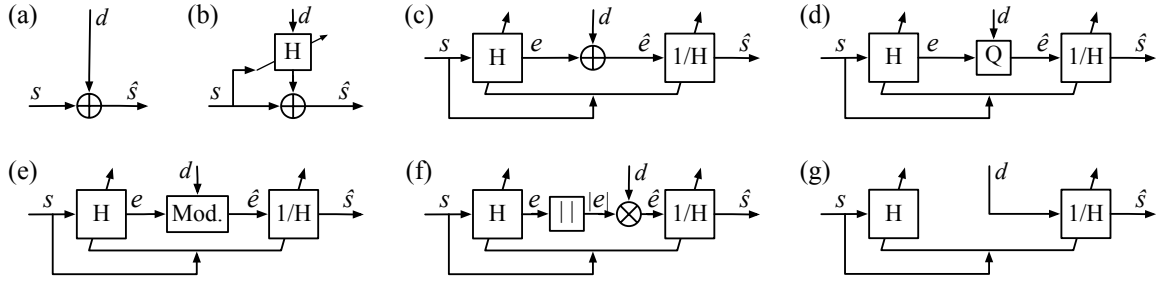 (a)
d
s ŝ
(b)
d
H
s ŝ
(c)
d
s H e ê 1/H ŝ
(d)
d
s H e Q ê 1/H ŝ
(e)
d
s H e Mod. ê 1/H ŝ
(f)
d
s H e | | |e| ê 1/H ŝ
(g)
d
s H 1/H ŝ